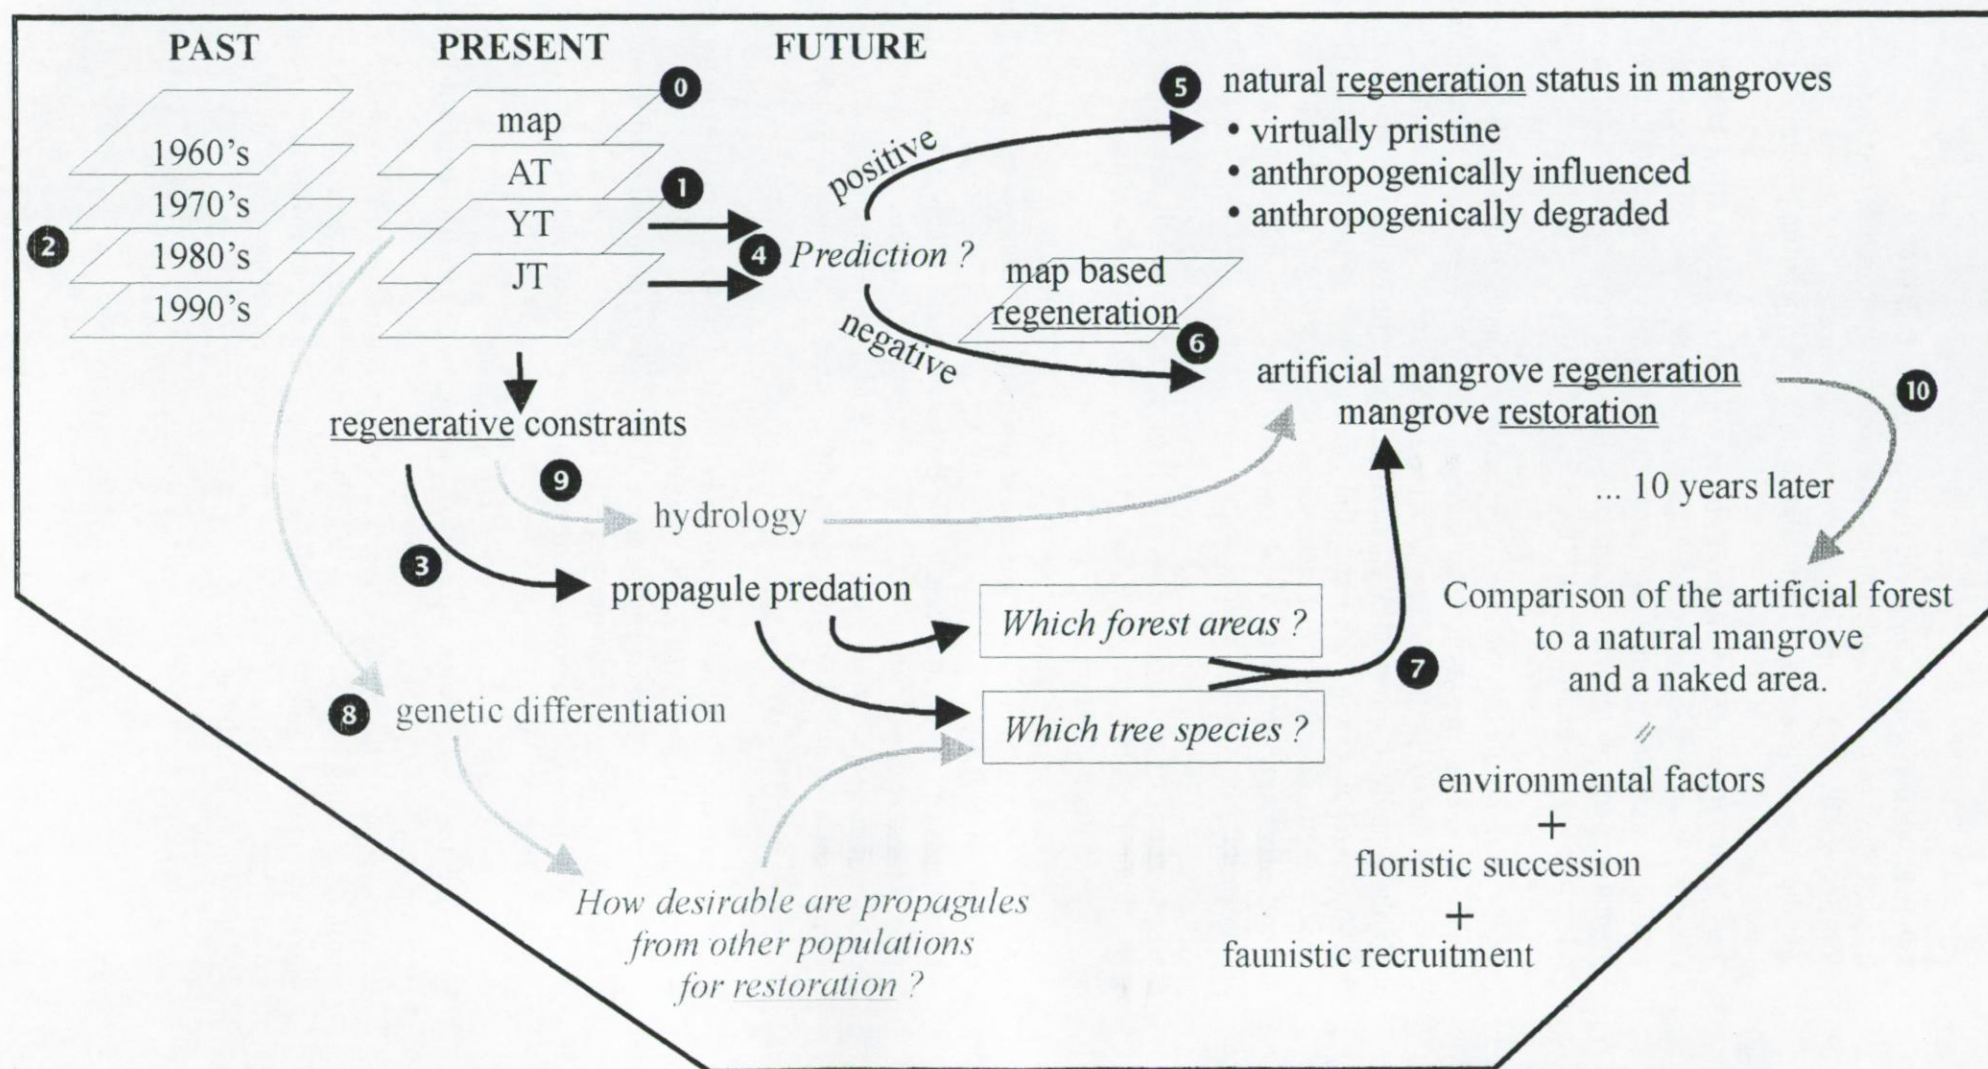 PAST
PRESENT
FUTURE
1960's
1970's
1980's
1990's
2
map
AT
YT
JT
0
1
4
Prediction ?
positive
negative
5
natural regeneration status in mangroves
• virtually pristine
• anthropogenically influenced
• anthropogenically degraded
map based
regeneration
6
artificial mangrove regeneration
mangrove restoration
10
... 10 years later
regenerative constraints
9
hydrology
3
propagule predation
Which forest areas ?
Which tree species ?
7
8
genetic differentiation
How desirable are propagules
from other populations
for restoration ?
Comparison of the artificial forest
to a natural mangrove
and a naked area.
=
environmental factors
+
floristic succession
+
faunistic recruitment